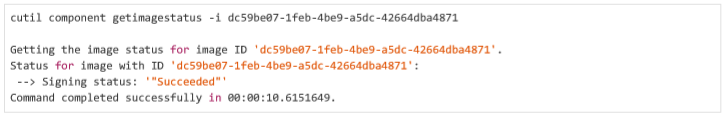 cutil component getimagestatus -i dc59be07-1feb-4be9-a5dc-42664dba4871
Getting the image status for image ID 'dc59be07-1feb-4be9-a5dc-42664dba4871'.
Status for image with ID 'dc59be07-1feb-4be9-a5dc-42664dba4871':
--> Signing status: '"Succeeded"'
Command completed successfully in 00:00:10.6151649.